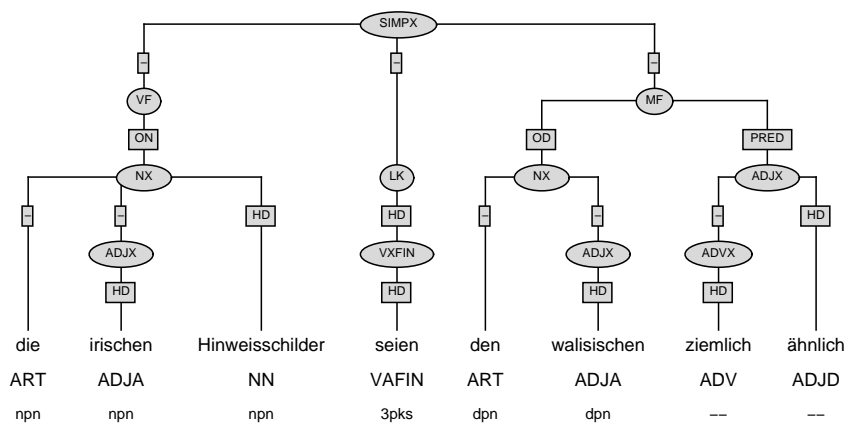 SIMPX
– – –
VF MF
ON OD PRED
NX LK NX ADJX
– – HD HD – – – HD
ADJX VXFIN ADJX ADVX
HD HD HD HD
die irischen Hinweisschilder seien den walisischen ziemlich ähnlich
ART ADJA NN VAFIN ART ADJA ADV ADJD
npn npn npn 3pks dpn dpn –– ––